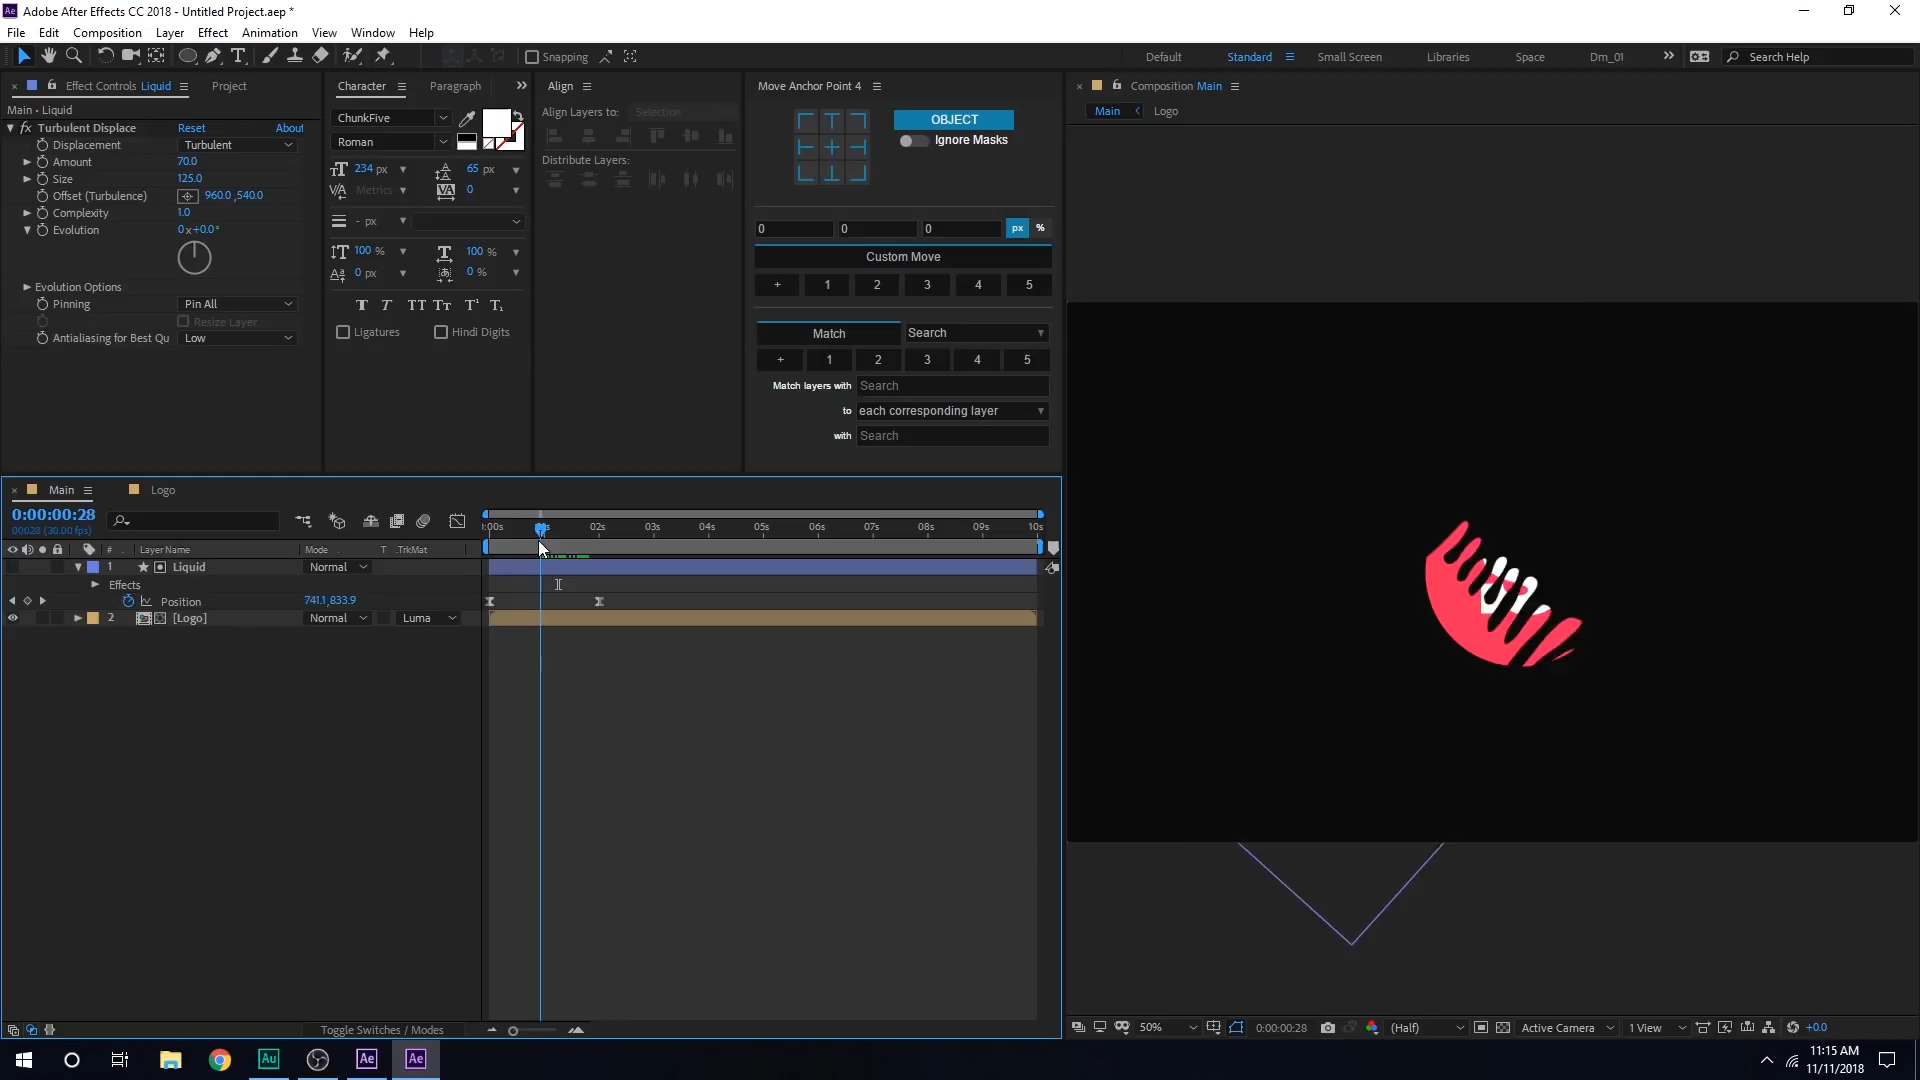 Adobe After Effects CC 2018 - Untitled Project.aep *
File Edit Composition Layer Effect Animation View Window Help
Snapping
Default Standard Small Screen Libraries Space Dm_01 Search Help
Effect Controls Liquid Project
Main • Liquid
fx Turbulent Displace Reset About
Displacement Turbulent
Amount 70.0
Size 125.0
Offset (Turbulence) 960.0 ,540.0
Complexity 1.0
Evolution 0 x+0.0°
Evolution Options
Pinning Pin All
Resize Layer
Antialiasing for Best Qu Low
Character Paragraph
ChunkFive
Roman
234 px 65 px
Metrics 0
- px
100 % 100 %
0 px 0 %
Ligatures Hindi Digits
Align
Align Layers to: Selection
Distribute Layers:
Move Anchor Point 4
OBJECT
Ignore Masks
0 0 0 px %
Custom Move
+ 1 2 3 4 5
Match Search
+ 1 2 3 4 5
Match layers with Search
to each corresponding layer
with Search
Composition Main
Main Logo
Main Logo
0:00:00:28
00028 (30.00 fps)
02s 03s 04s 05s 06s 07s 08s 09s 10s
# Layer Name Mode T .TrkMat
1 Liquid Normal
Effects
Position 741.1,833.9
2 [Logo] Normal Luma
Toggle Switches / Modes
50% 0:00:00:28 (Half) Active Camera 1 View +0.0
Au Ae Ae
11:15 AM
11/11/2018